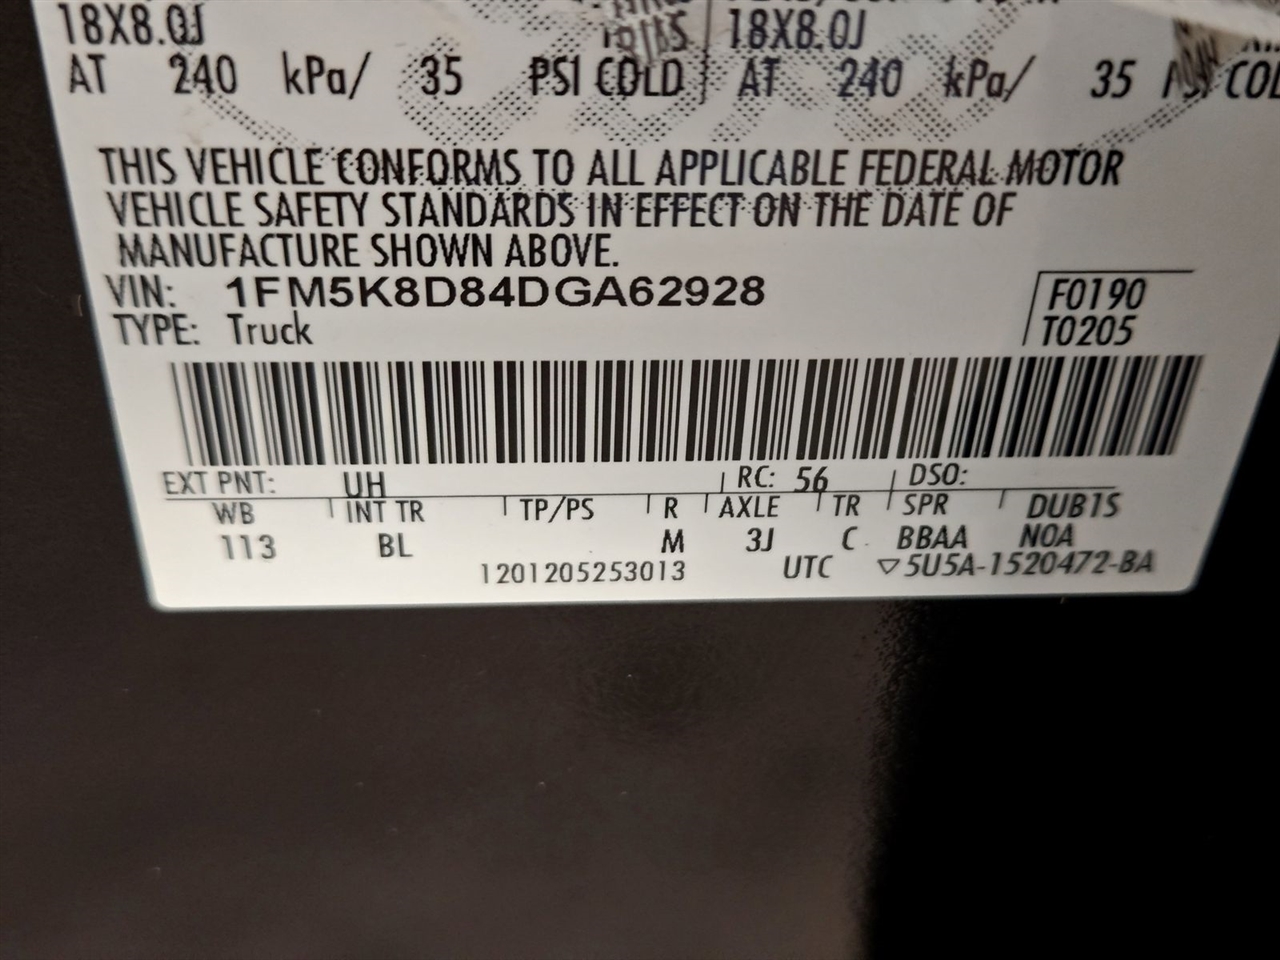 18X8.0J 18X8.0J
AT 240 kPa/ 35 PSI COLD AT 240 kPa/ 35 PSI COL
THIS VEHICLE CONFORMS TO ALL APPLICABLE FEDERAL MOTOR
VEHICLE SAFETY STANDARDS IN EFFECT ON THE DATE OF
MANUFACTURE SHOWN ABOVE.
VIN: 1FM5K8D84DGA62928 F0190
TYPE: Truck T0205
EXT PNT: UH RC: 56 DSO:
WB INT TR TP/PS R AXLE TR SPR DUB1S
113 BL M 3J C BBAA NOA
1201205253013 UTC ▽5U5A-1520472-BA